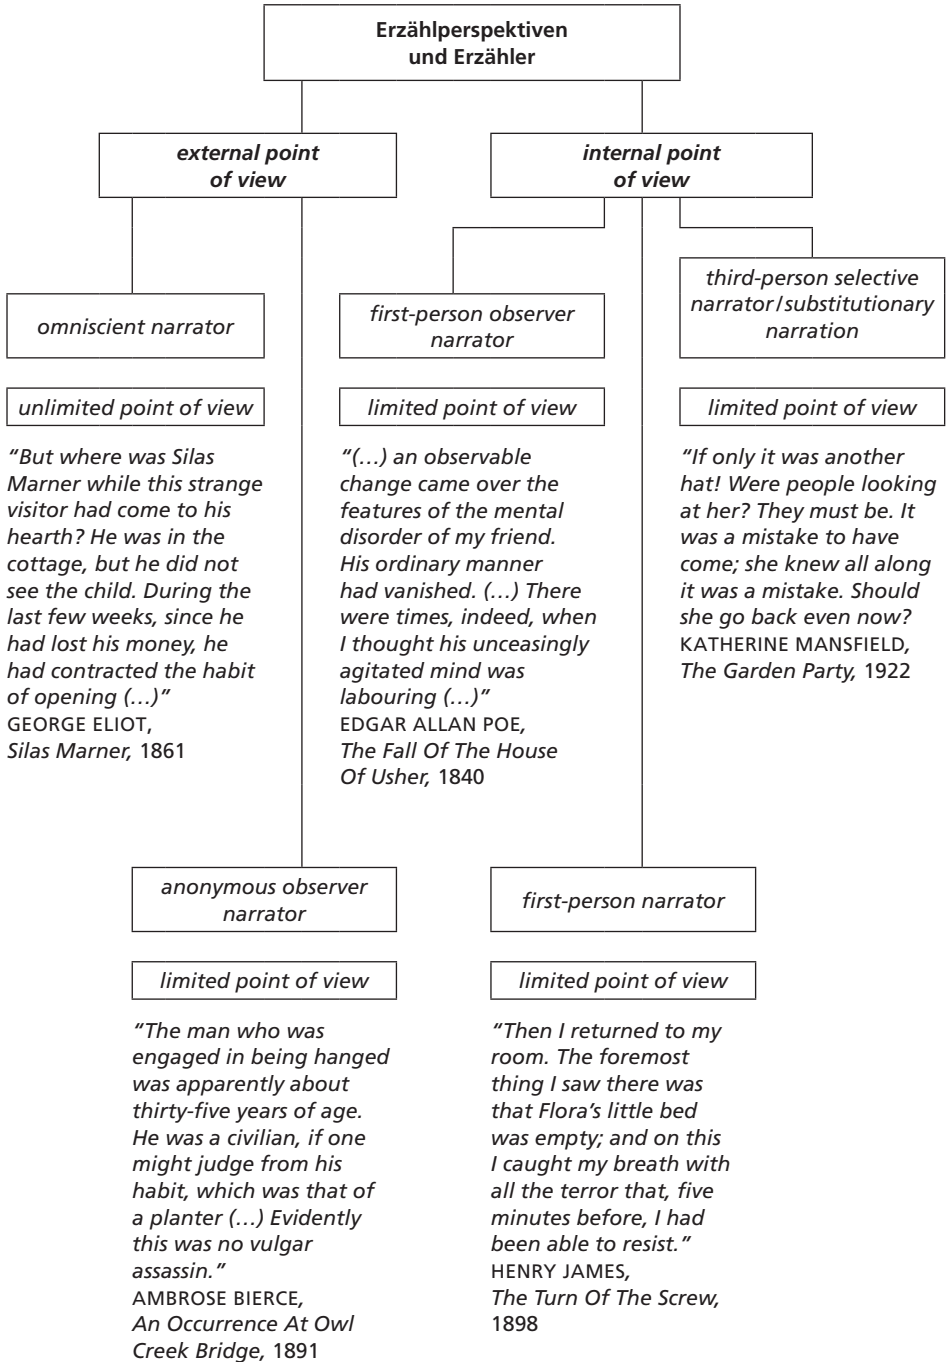 Erzählperspektiven
und Erzähler
external point
of view
internal point
of view
omniscient narrator
unlimited point of view
“But where was Silas
Marner while this strange
visitor had come to his
hearth? He was in the
cottage, but he did not
see the child. During the
last few weeks, since he
had lost his money, he
had contracted the habit
of opening (…)”
GEORGE ELIOT,
Silas Marner, 1861
first-person observer
narrator
limited point of view
“(…) an observable
change came over the
features of the mental
disorder of my friend.
His ordinary manner
had vanished. (…) There
were times, indeed, when
I thought his unceasingly
agitated mind was
labouring (…)”
EDGAR ALLAN POE,
The Fall Of The House
Of Usher, 1840
third-person selective
narrator/substitutionary
narration
limited point of view
“If only it was another
hat! Were people looking
at her? They must be. It
was a mistake to have
come; she knew all along
it was a mistake. Should
she go back even now?
KATHERINE MANSFIELD,
The Garden Party, 1922
anonymous observer
narrator
limited point of view
“The man who was
engaged in being hanged
was apparently about
thirty-five years of age.
He was a civilian, if one
might judge from his
habit, which was that of
a planter (…) Evidently
this was no vulgar
assassin.”
AMBROSE BIERCE,
An Occurrence At Owl
Creek Bridge, 1891
first-person narrator
limited point of view
“Then I returned to my
room. The foremost
thing I saw there was
that Flora’s little bed
was empty; and on this
I caught my breath with
all the terror that, five
minutes before, I had
been able to resist.”
HENRY JAMES,
The Turn Of The Screw,
1898